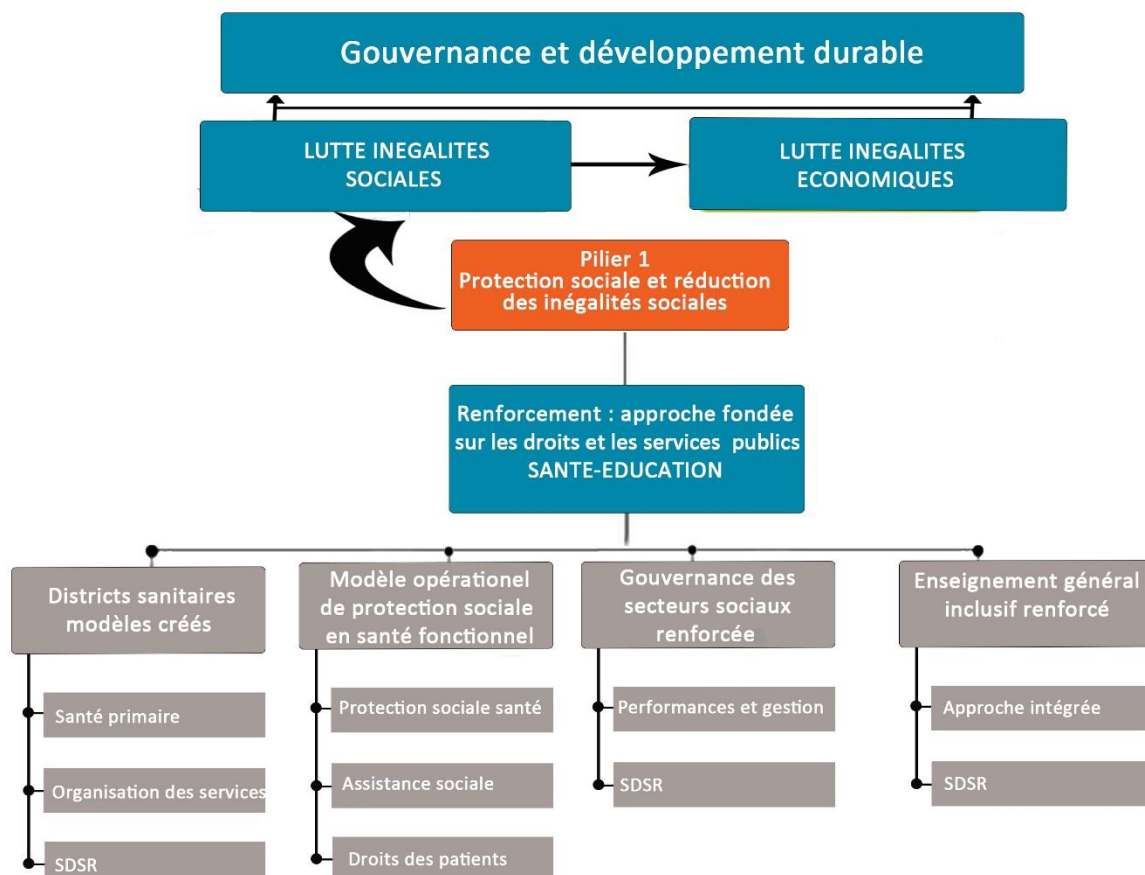 Gouvernance et développement durable
LUTTE INEGALITES
SOCIALES
LUTTE INEGALITES
ECONOMIQUES
Pilier 1
Protection sociale et réduction
des inégalités sociales
Renforcement : approche fondée
sur les droits et les services publics
SANTE-EDUCATION
Districts sanitaires
modèles créés
Santé primaire
Organisation des services
SDSR
Modèle opérationel
de protection sociale
en santé fonctionnel
Protection sociale santé
Assistance sociale
Droits des patients
Gouvernance des
secteurs sociaux
renforcée
Performances et gestion
SDSR
Enseignement général
inclusif renforcé
Approche intégrée
SDSR